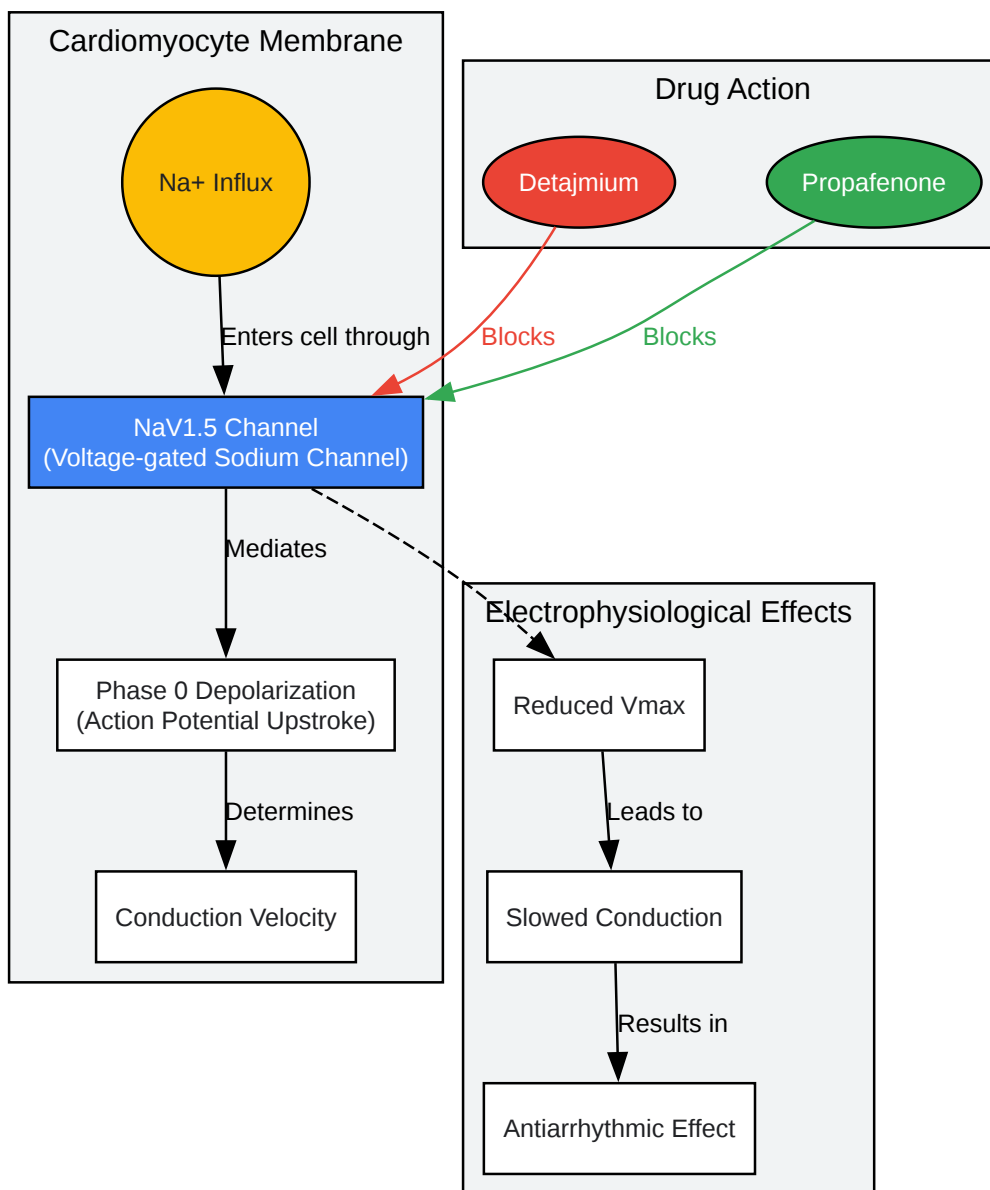 Cardiomyocyte Membrane
Drug Action
Na+ Influx
Detajmium
Propafenone
Enters cell through
Blocks
Blocks
NaV1.5 Channel
(Voltage-gated Sodium Channel)
Mediates
Electrophysiological Effects
Phase 0 Depolarization
(Action Potential Upstroke)
Reduced Vmax
Determines
Leads to
Conduction Velocity
Slowed Conduction
Results in
Antiarrhythmic Effect